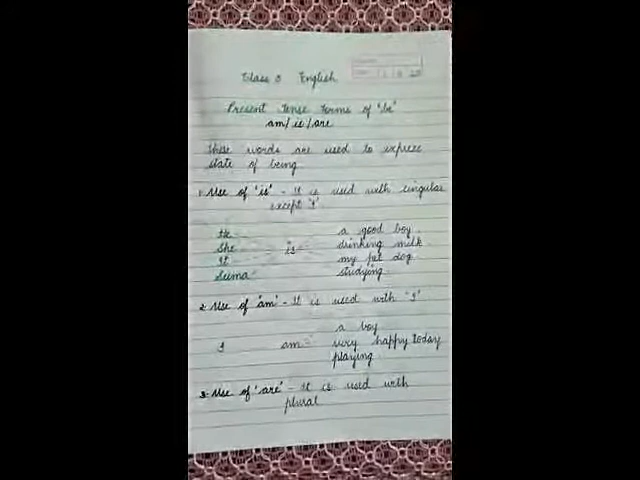 Class 3 English
Present Tense Terms of 'be'
am/is/are
These words are used to express
state of being
1. Use of 'is' - It is used with singular
except 'I'
He a good boy
She is drinking milk
It my pet dog
Seema studying
2. Use of 'am' - It is used with 'I'
a boy
I am very happy today
playing
3. Use of 'are' - It is used with
plural